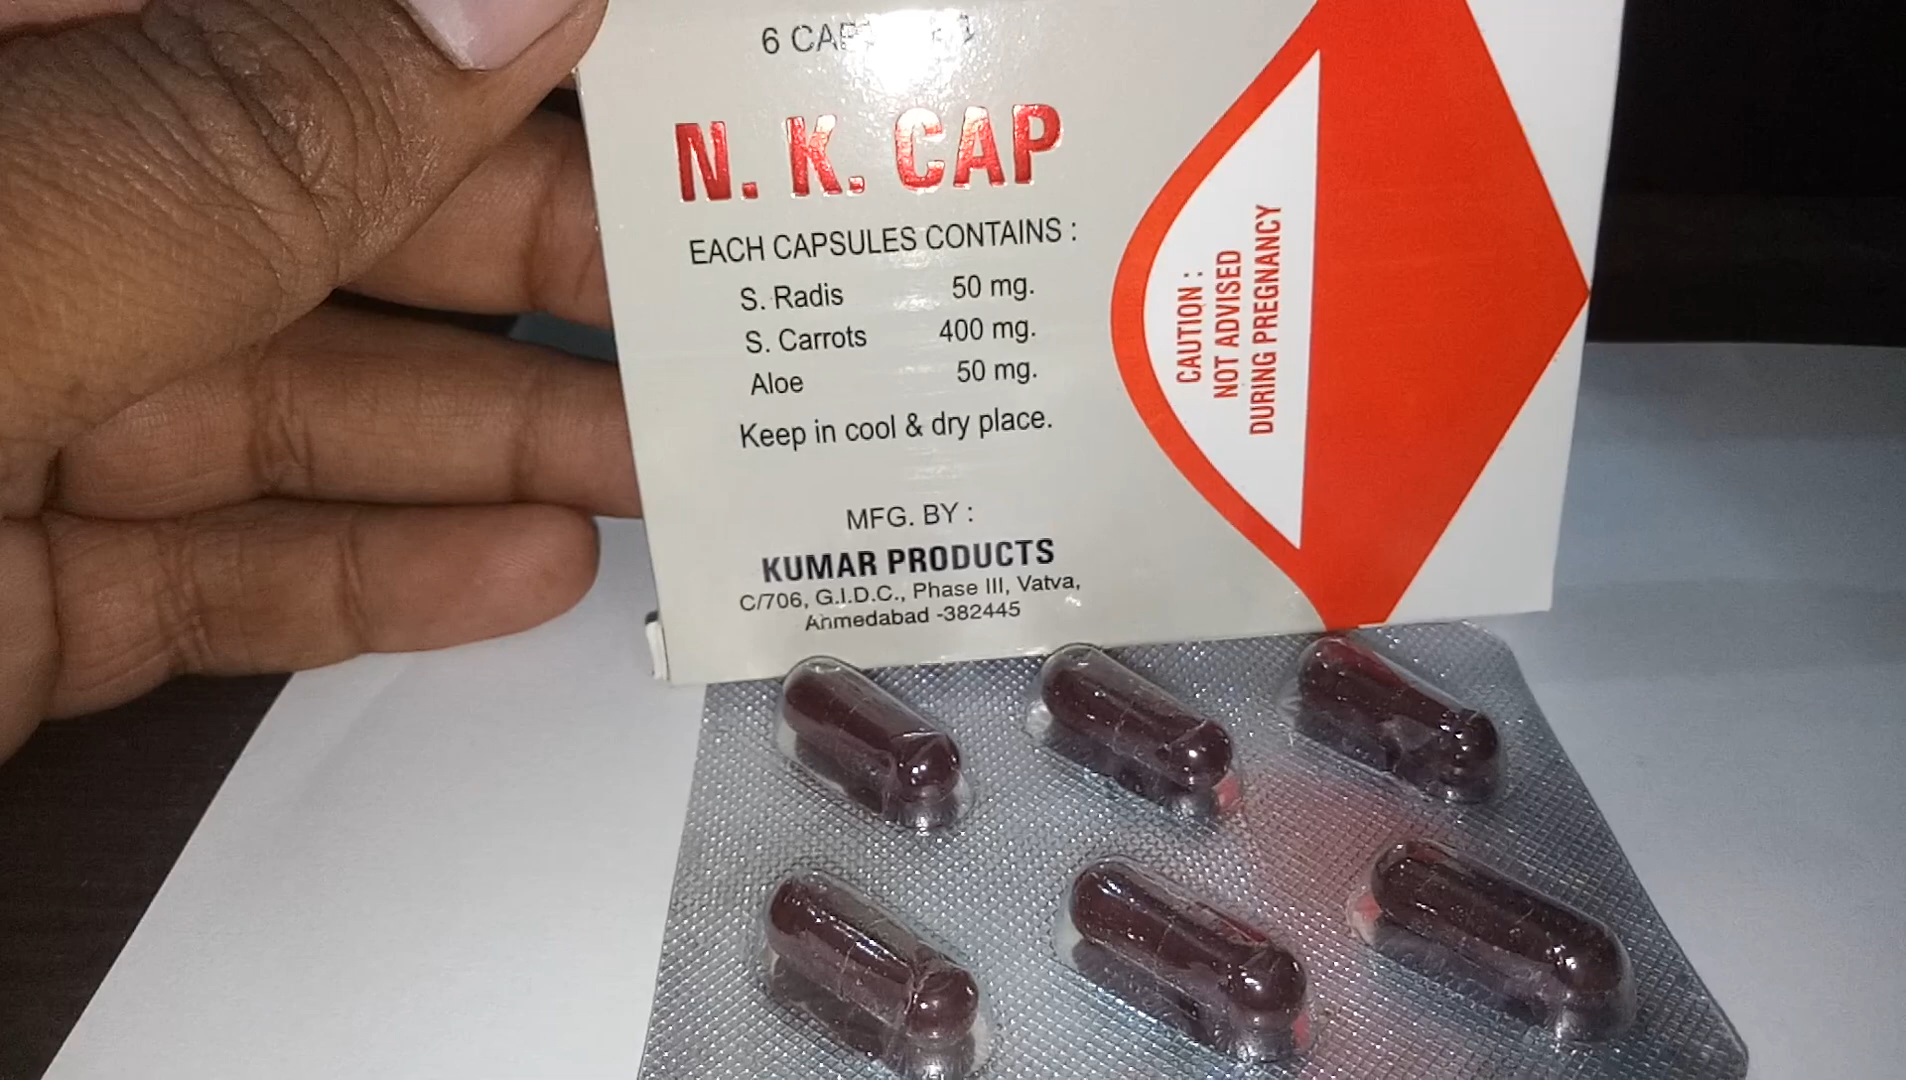 6
N. K. CAP
EACH CAPSULES CONTAINS :
S. Radis 50 mg.
S. Carrots 400 mg.
Aloe 50 mg.
Keep in cool & dry place.
MFG. BY :
KUMAR PRODUCTS
C/706, G.I.D.C., Phase III, Vatva,
Ahmedabad -382445
CAUTION :
NOT ADVISED
DURING PREGNANCY